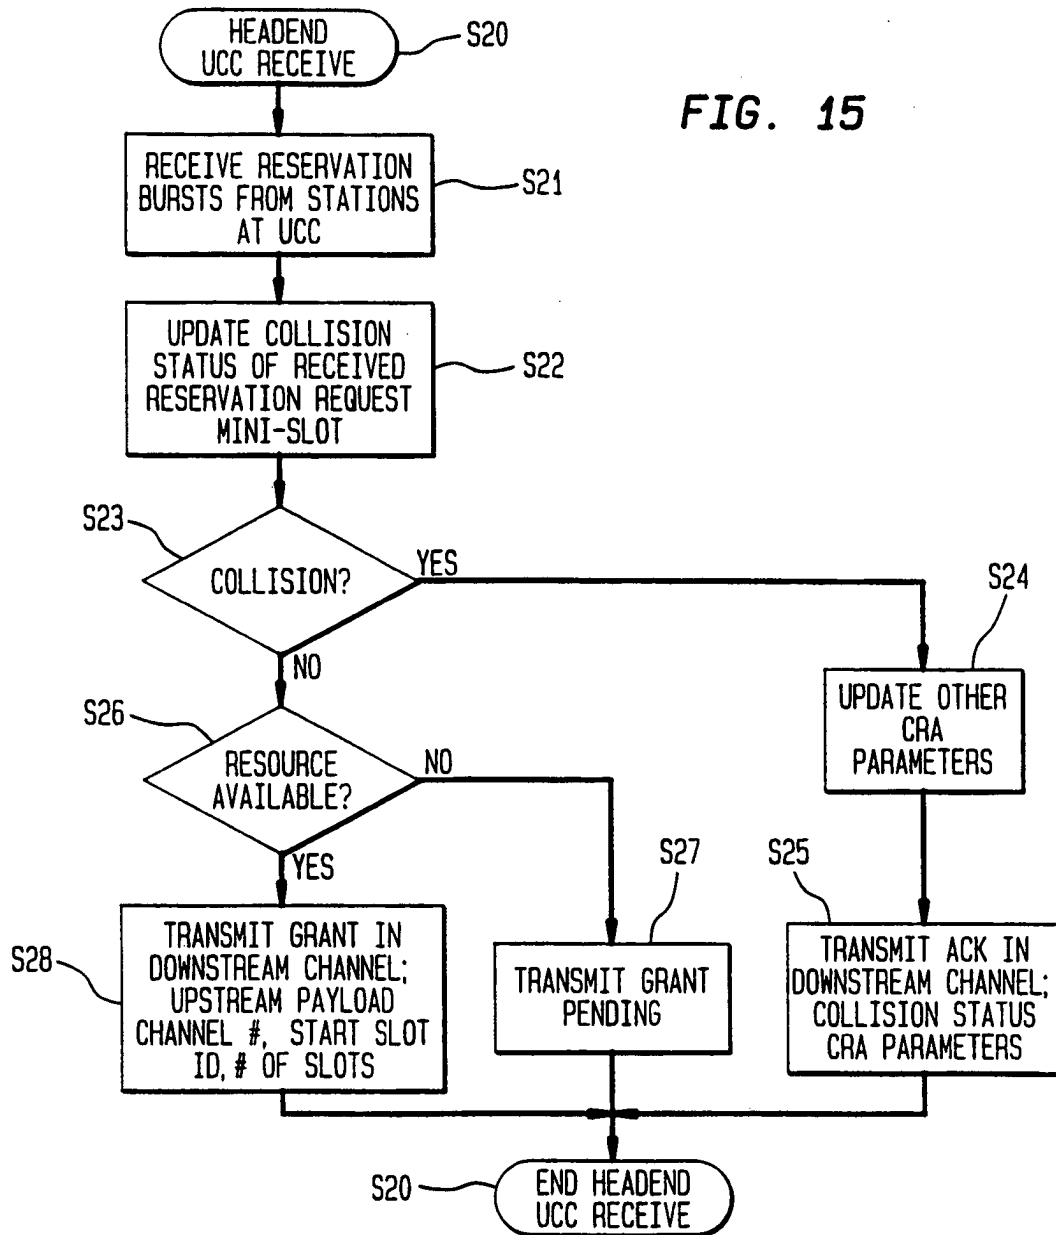 HEADEND
UCC RECEIVE
S20
FIG. 15
RECEIVE RESERVATION
BURSTS FROM STATIONS
AT UCC
S21
UPDATE COLLISION
STATUS OF RECEIVED
RESERVATION REQUEST
MINI-SLOT
S22
S23
COLLISION?
YES
NO
S24
UPDATE OTHER
CRA
PARAMETERS
S26
RESOURCE
AVAILABLE?
NO
YES
S27
S25
S28
TRANSMIT GRANT IN
DOWNSTREAM CHANNEL;
UPSTREAM PAYLOAD
CHANNEL #, START SLOT
ID, # OF SLOTS
TRANSMIT GRANT
PENDING
TRANSMIT ACK IN
DOWNSTREAM CHANNEL;
COLLISION STATUS
CRA PARAMETERS
S20
END HEADEND
UCC RECEIVE